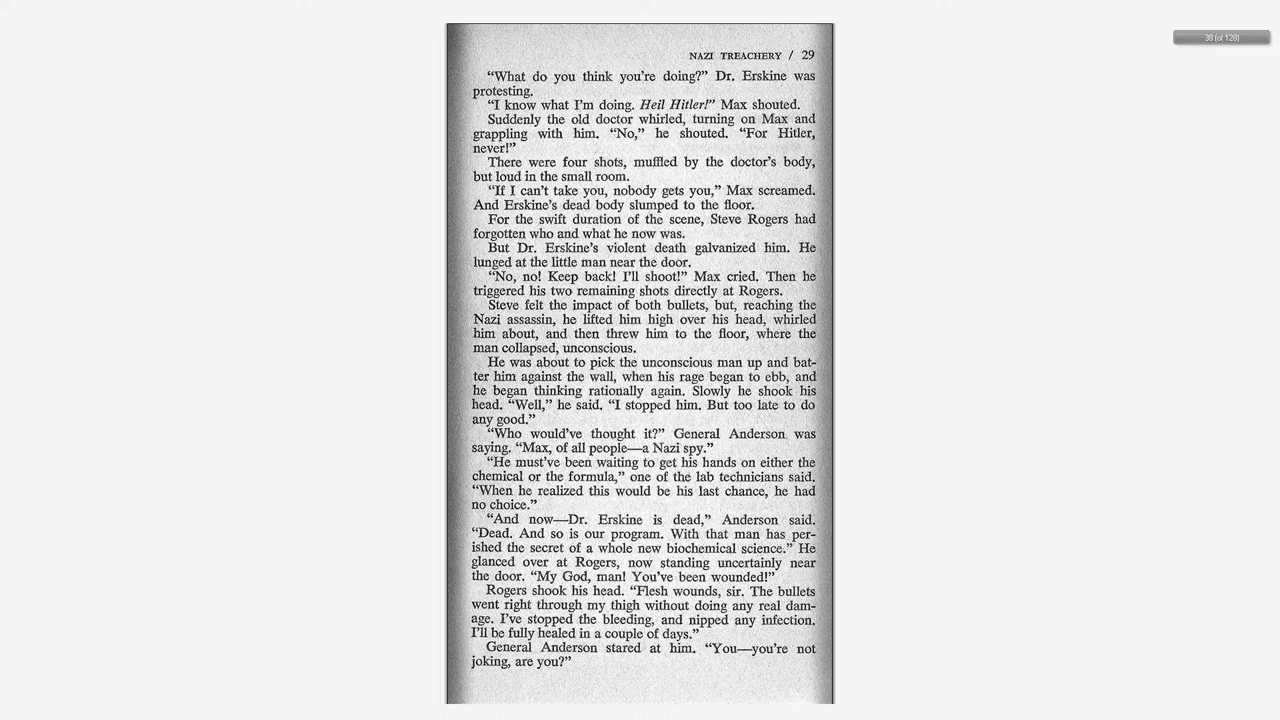 38 (of 128)
NAZI TREACHERY / 29
“What do you think you’re doing?” Dr. Erskine was
protesting.
“I know what I’m doing. Heil Hitler!” Max shouted.
Suddenly the old doctor whirled, turning on Max and
grappling with him. “No,” he shouted. “For Hitler,
never!”
There were four shots, muffled by the doctor’s body,
but loud in the small room.
“If I can’t take you, nobody gets you,” Max screamed.
And Erskine’s dead body slumped to the floor.
For the swift duration of the scene, Steve Rogers had
forgotten who and what he now was.
But Dr. Erskine’s violent death galvanized him. He
lunged at the little man near the door.
“No, no! Keep back! I’ll shoot!” Max cried. Then he
triggered his two remaining shots directly at Rogers.
Steve felt the impact of both bullets, but, reaching the
Nazi assassin, he lifted him high over his head, whirled
him about, and then threw him to the floor, where the
man collapsed, unconscious.
He was about to pick the unconscious man up and bat-
ter him against the wall, when his rage began to ebb, and
he began thinking rationally again. Slowly he shook his
head. “Well,” he said. “I stopped him. But too late to do
any good.”
“Who would’ve thought it?” General Anderson was
saying. “Max, of all people—a Nazi spy.”
“He must’ve been waiting to get his hands on either the
chemical or the formula,” one of the lab technicians said.
“When he realized this would be his last chance, he had
no choice.”
“And now—Dr. Erskine is dead,” Anderson said.
“Dead. And so is our program. With that man has per-
ished the secret of a whole new biochemical science.” He
glanced over at Rogers, now standing uncertainly near
the door. “My God, man! You’ve been wounded!”
Rogers shook his head. “Flesh wounds, sir. The bullets
went right through my thigh without doing any real dam-
age. I’ve stopped the bleeding, and nipped any infection.
I’ll be fully healed in a couple of days.”
General Anderson stared at him. “You—you’re not
joking, are you?”